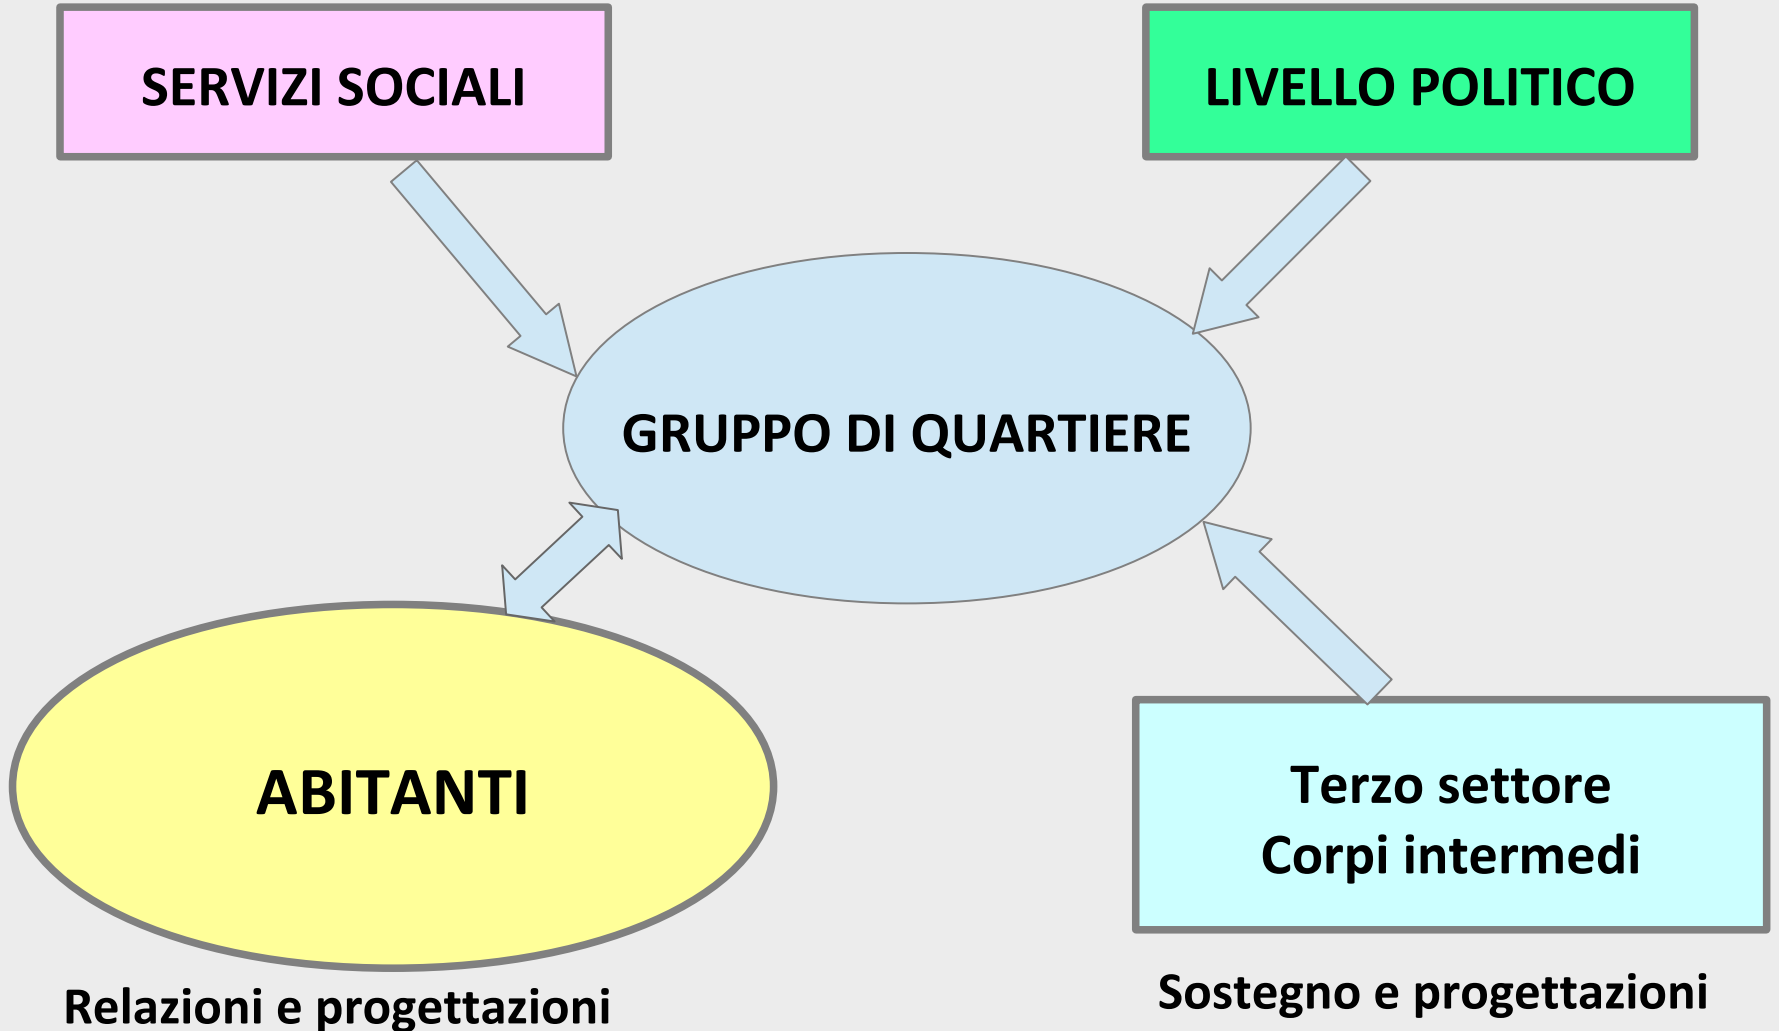 SERVIZI SOCIALI
LIVELLO POLITICO
GRUPPO DI QUARTIERE
ABITANTI
Terzo settore
Corpi intermedi
Relazioni e progettazioni
Sostegno e progettazioni